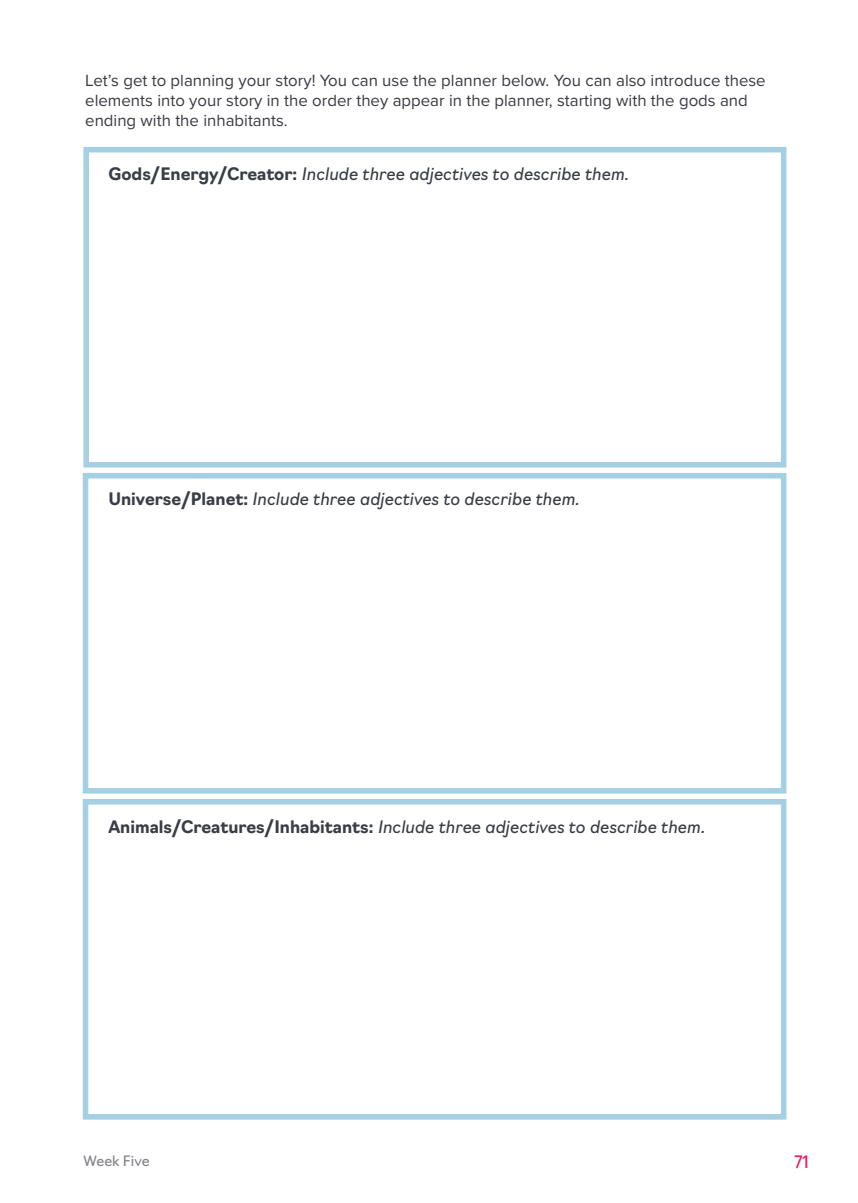 Let’s get to planning your story! You can use the planner below. You can also introduce these
elements into your story in the order they appear in the planner, starting with the gods and
ending with the inhabitants.
Gods/Energy/Creator: Include three adjectives to describe them.
Universe/Planet: Include three adjectives to describe them.
Animals/Creatures/Inhabitants: Include three adjectives to describe them.
Week Five
71